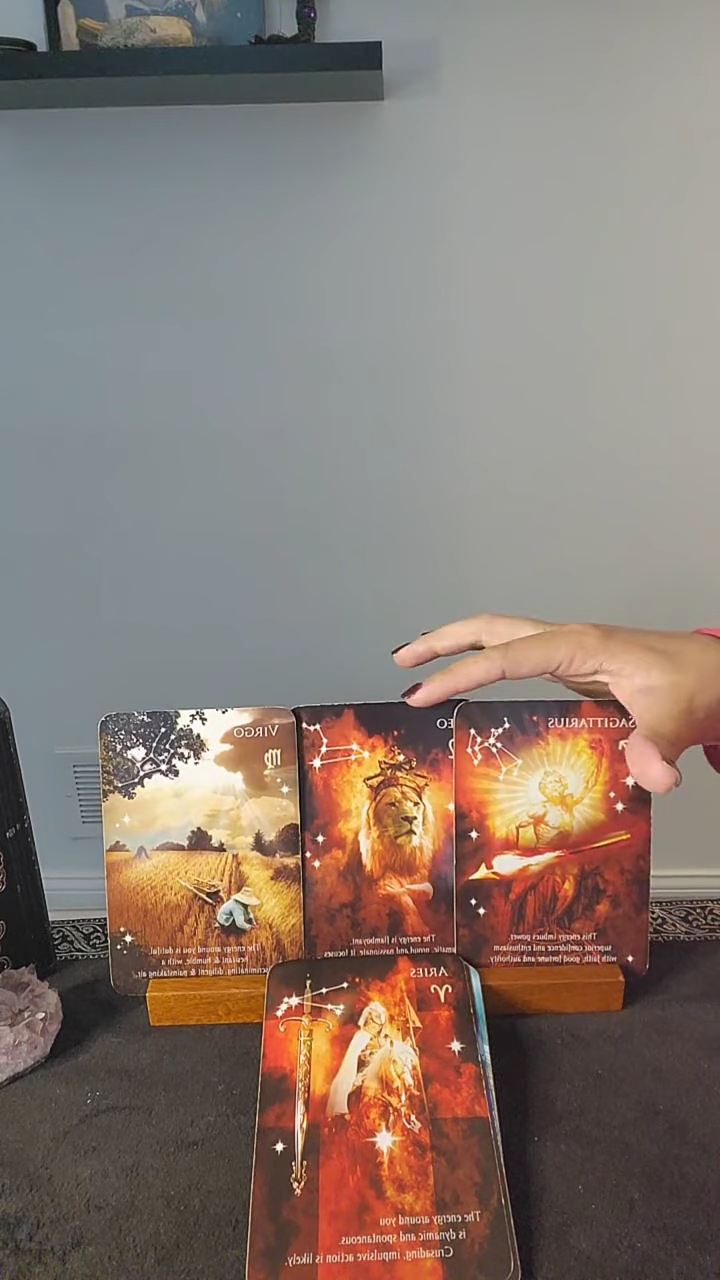 VIRGO
The energy around you is dutiful,
hesitant & humble, with a
discriminating, diligent & painstaking air.
EO
The energy is flamboyant,
proud and passionate. It focuses
SAGITTARIUS
This energy imbues power,
superior confidence and enthusiasm
with faith, good fortune and authority.
ARIES
The energy around you
is dynamic and spontaneous.
Crusading, impulsive action is likely.